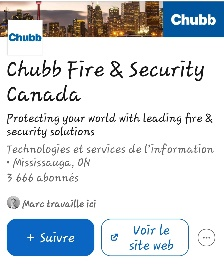 Chubb
Chubb
Chubb Fire & Security
Canada
Protecting your world with leading fire &
security solutions
Technologies et services de l'information
• Mississauga, ON
3 666 abonnés
Marc travaille ici
+ Suivre
Voir le
site web